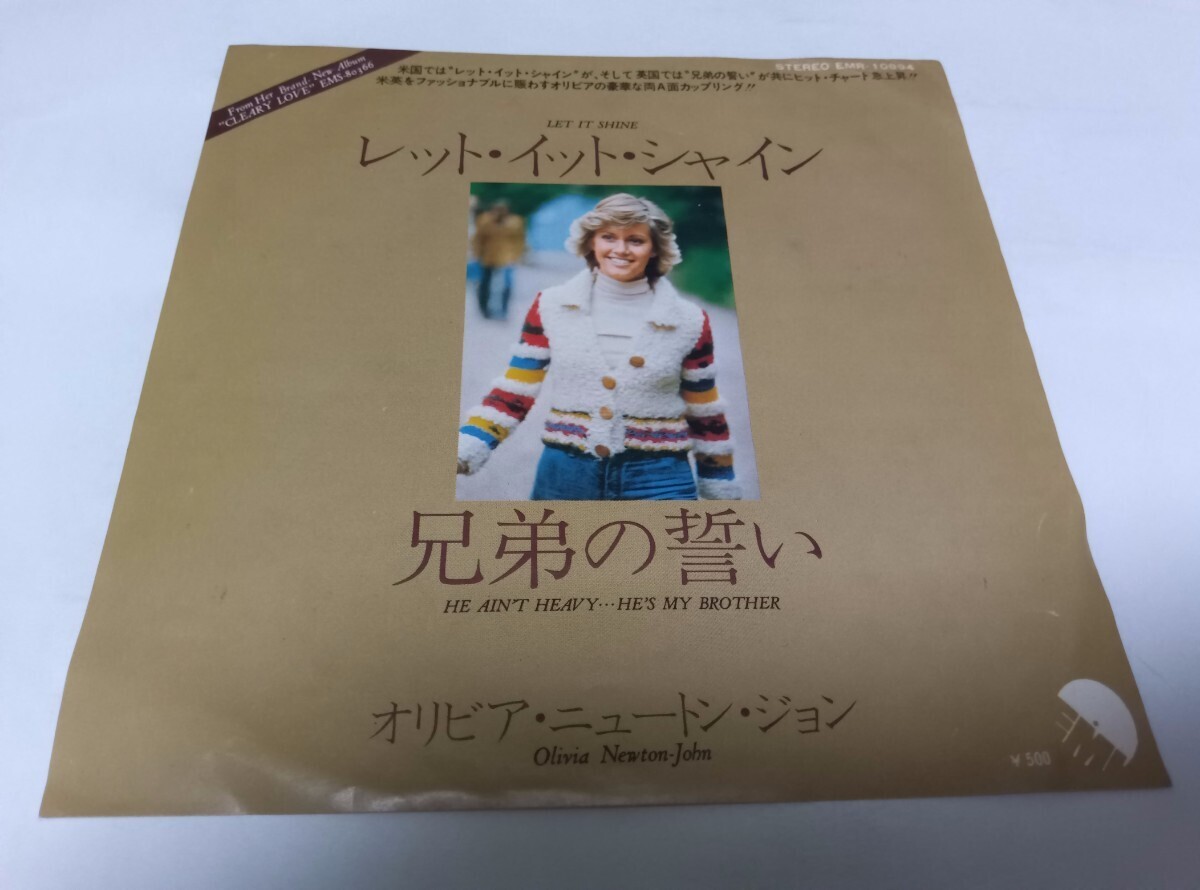 From Her Brand New Album
"CLEARY LOVE" EMS-80366
米国では"レット・イット・シャイン"が、そして英国では"兄弟の誓い"が共にヒット・チャート急上昇!!
米英をファッショナブルに賑わすオリビアの豪華な両A面カップリング!!
STEREO EMR-10994
LET IT SHINE
レット・イット・シャイン
兄弟の誓い
HE AIN'T HEAVY…HE'S MY BROTHER
オリビア・ニュートン・ジョン
Olivia Newton-John
¥500